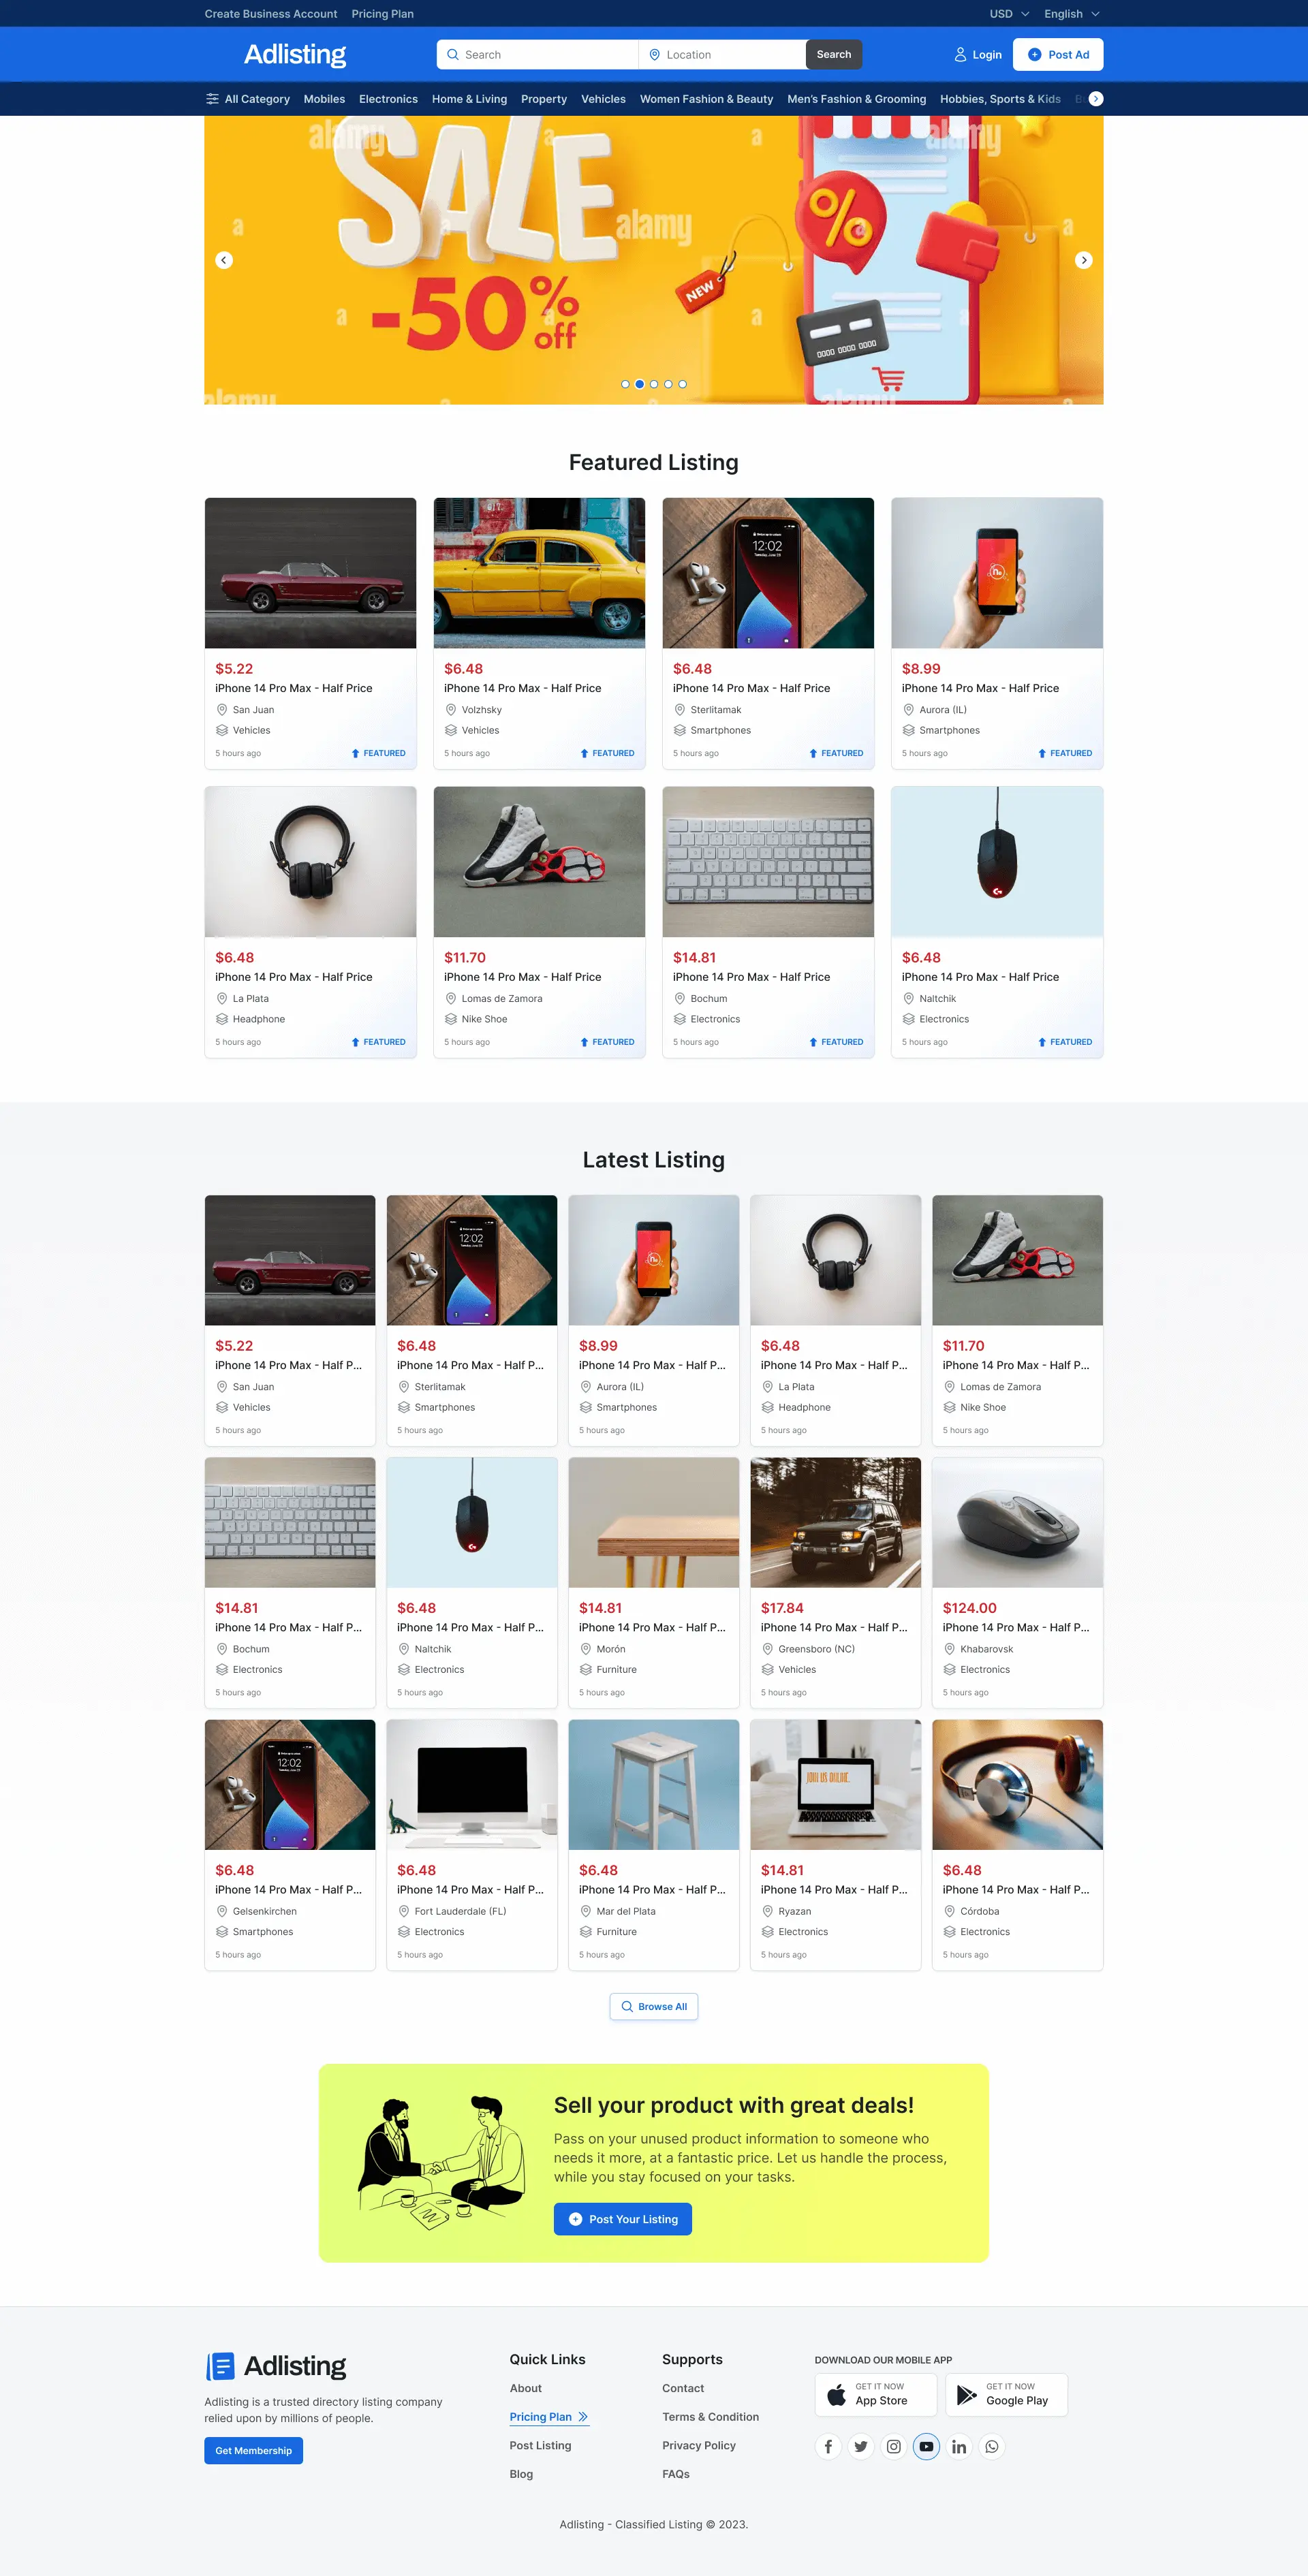 Create Business Account Pricing Plan USD English
Adlisting Search Location Search Login Post Ad
All Category Mobiles Electronics Home & Living Property Vehicles Women Fashion & Beauty Men's Fashion & Grooming Hobbies, Sports & Kids
alamy a a alamy
SALE
a a alamy a a
-50% off
NEW
0000 0000 0000
a a a a
alamy a a alamy a
Featured Listing
12:02
$5.22 $6.48 $6.48 $8.99
iPhone 14 Pro Max - Half Price iPhone 14 Pro Max - Half Price iPhone 14 Pro Max - Half Price iPhone 14 Pro Max - Half Price
San Juan Volzhsky Sterlitamak Aurora (IL)
Vehicles Vehicles Smartphones Smartphones
5 hours ago FEATURED 5 hours ago FEATURED 5 hours ago FEATURED 5 hours ago FEATURED
$6.48 $11.70 $14.81 $6.48
iPhone 14 Pro Max - Half Price iPhone 14 Pro Max - Half Price iPhone 14 Pro Max - Half Price iPhone 14 Pro Max - Half Price
La Plata Lomas de Zamora Bochum Naltchik
Headphone Nike Shoe Electronics Electronics
5 hours ago FEATURED 5 hours ago FEATURED 5 hours ago FEATURED 5 hours ago FEATURED
Latest Listing
12:02
$5.22 $6.48 $8.99 $6.48 $11.70
iPhone 14 Pro Max - Half P... iPhone 14 Pro Max - Half P... iPhone 14 Pro Max - Half P... iPhone 14 Pro Max - Half P... iPhone 14 Pro Max - Half P...
San Juan Sterlitamak Aurora (IL) La Plata Lomas de Zamora
Vehicles Smartphones Smartphones Headphone Nike Shoe
5 hours ago 5 hours ago 5 hours ago 5 hours ago 5 hours ago
$14.81 $6.48 $14.81 $17.84 $124.00
iPhone 14 Pro Max - Half P... iPhone 14 Pro Max - Half P... iPhone 14 Pro Max - Half P... iPhone 14 Pro Max - Half P... iPhone 14 Pro Max - Half P...
Bochum Naltchik Morón Greensboro (NC) Khabarovsk
Electronics Electronics Furniture Vehicles Electronics
5 hours ago 5 hours ago 5 hours ago 5 hours ago 5 hours ago
12:02 JOIN US ONLINE.
$6.48 $6.48 $6.48 $14.81 $6.48
iPhone 14 Pro Max - Half P... iPhone 14 Pro Max - Half P... iPhone 14 Pro Max - Half P... iPhone 14 Pro Max - Half P... iPhone 14 Pro Max - Half P...
Gelsenkirchen Fort Lauderdale (FL) Mar del Plata Ryazan Córdoba
Smartphones Electronics Furniture Electronics Electronics
5 hours ago 5 hours ago 5 hours ago 5 hours ago 5 hours ago
Browse All
Sell your product with great deals!
Pass on your unused product information to someone who
needs it more, at a fantastic price. Let us handle the process,
while you stay focused on your tasks.
Post Your Listing
Adlisting
Adlisting is a trusted directory listing company
relied upon by millions of people.
Get Membership
Quick Links
About
Pricing Plan
Post Listing
Blog
Supports
Contact
Terms & Condition
Privacy Policy
FAQs
DOWNLOAD OUR MOBILE APP
GET IT NOW
App Store
GET IT NOW
Google Play
Adlisting - Classified Listing © 2023.